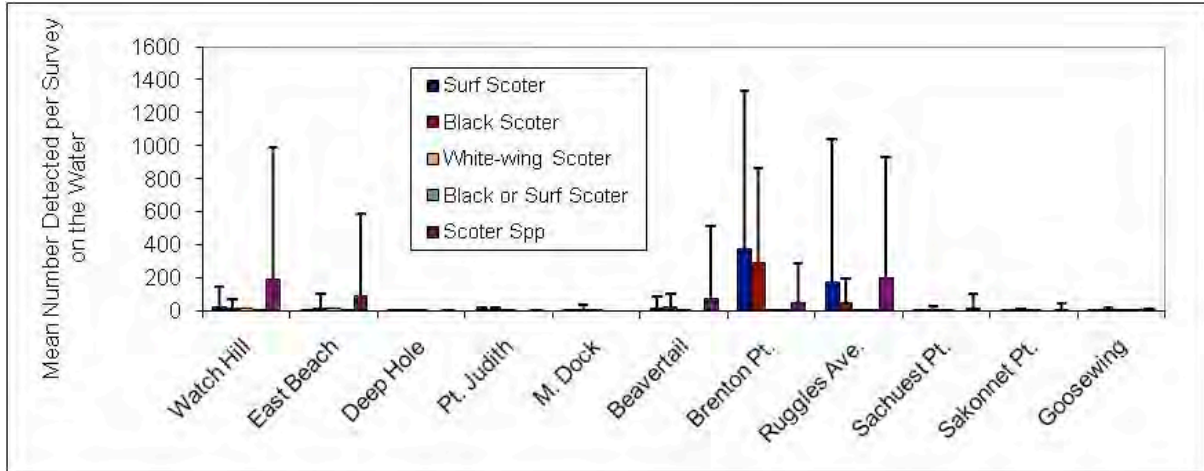 Mean Number Detected per Survey
on the Water
1600
1400
1200
1000
800
600
400
200
0
Surf Scoter
Black Scoter
White-wing Scoter
Black or Surf Scoter
Scoter Spp
Watch Hill
East Beach
Deep Hole
Pt. Judith
M. Dock
Beavertail
Brenton Pt.
Ruggles Ave.
Sachuest Pt.
Sakonnet Pt.
Goosewing